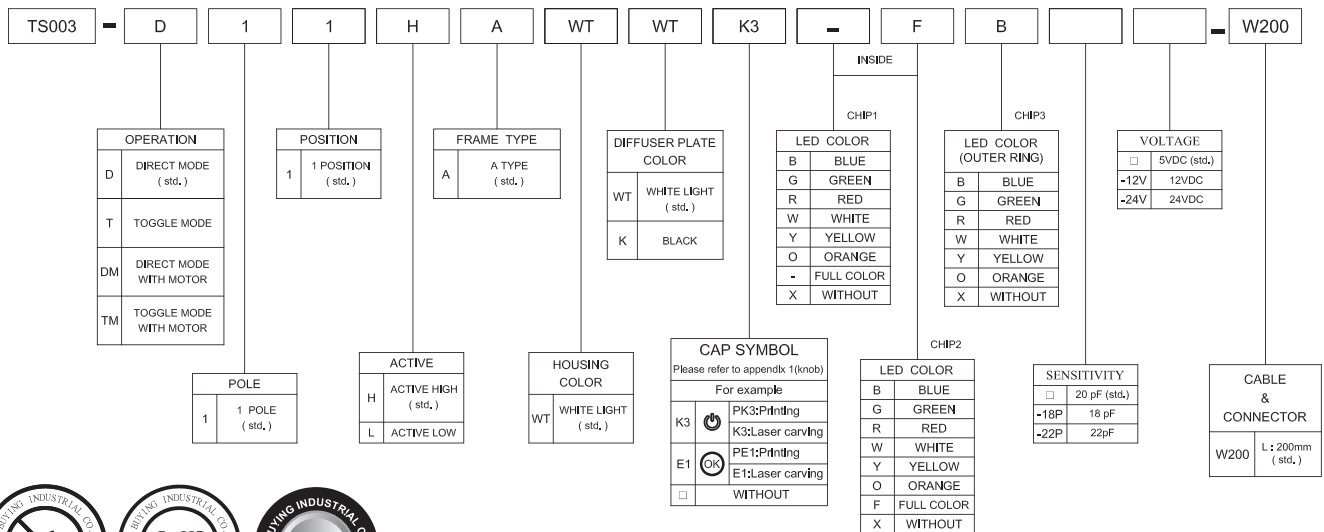 TS003 - D 1 1 H A WT WT K3 - F B - W200
INSIDE
OPERATION
D DIRECT MODE
( std. )
T TOGGLE MODE
DM DIRECT MODE
WITH MOTOR
TM TOGGLE MODE
WITH MOTOR
POLE
1 1 POLE
( std. )
POSITION
1 1 POSITION
( std. )
ACTIVE
H ACTIVE HIGH
( std. )
L ACTIVE LOW
FRAME TYPE
A A TYPE
( std. )
HOUSING
COLOR
WT WHITE LIGHT
( std. )
DIFFUSER PLATE
COLOR
WT WHITE LIGHT
( std. )
K BLACK
CAP SYMBOL
Please refer to appendix 1(knob)
For example
K3 PK3:Printing
K3:Laser carving
E1 OK PE1:Printing
E1:Laser carving
□ WITHOUT
CHIP1
LED COLOR
B BLUE
G GREEN
R RED
W WHITE
Y YELLOW
O ORANGE
- FULL COLOR
X WITHOUT
CHIP2
LED COLOR
B BLUE
G GREEN
R RED
W WHITE
Y YELLOW
O ORANGE
F FULL COLOR
X WITHOUT
CHIP3
LED COLOR
(OUTER RING)
B BLUE
G GREEN
R RED
W WHITE
Y YELLOW
O ORANGE
X WITHOUT
SENSITIVITY
□ 20 pF (std.)
-18P 18 pF
-22P 22pF
VOLTAGE
□ 5VDC (std.)
-12V 12VDC
-24V 24VDC
CABLE
&
CONNECTOR
W200 L : 200mm
( std. )
BUYING INDUSTRIAL CO.
BUYING INDUSTRIAL CO.
BUYING INDUSTRIAL CO